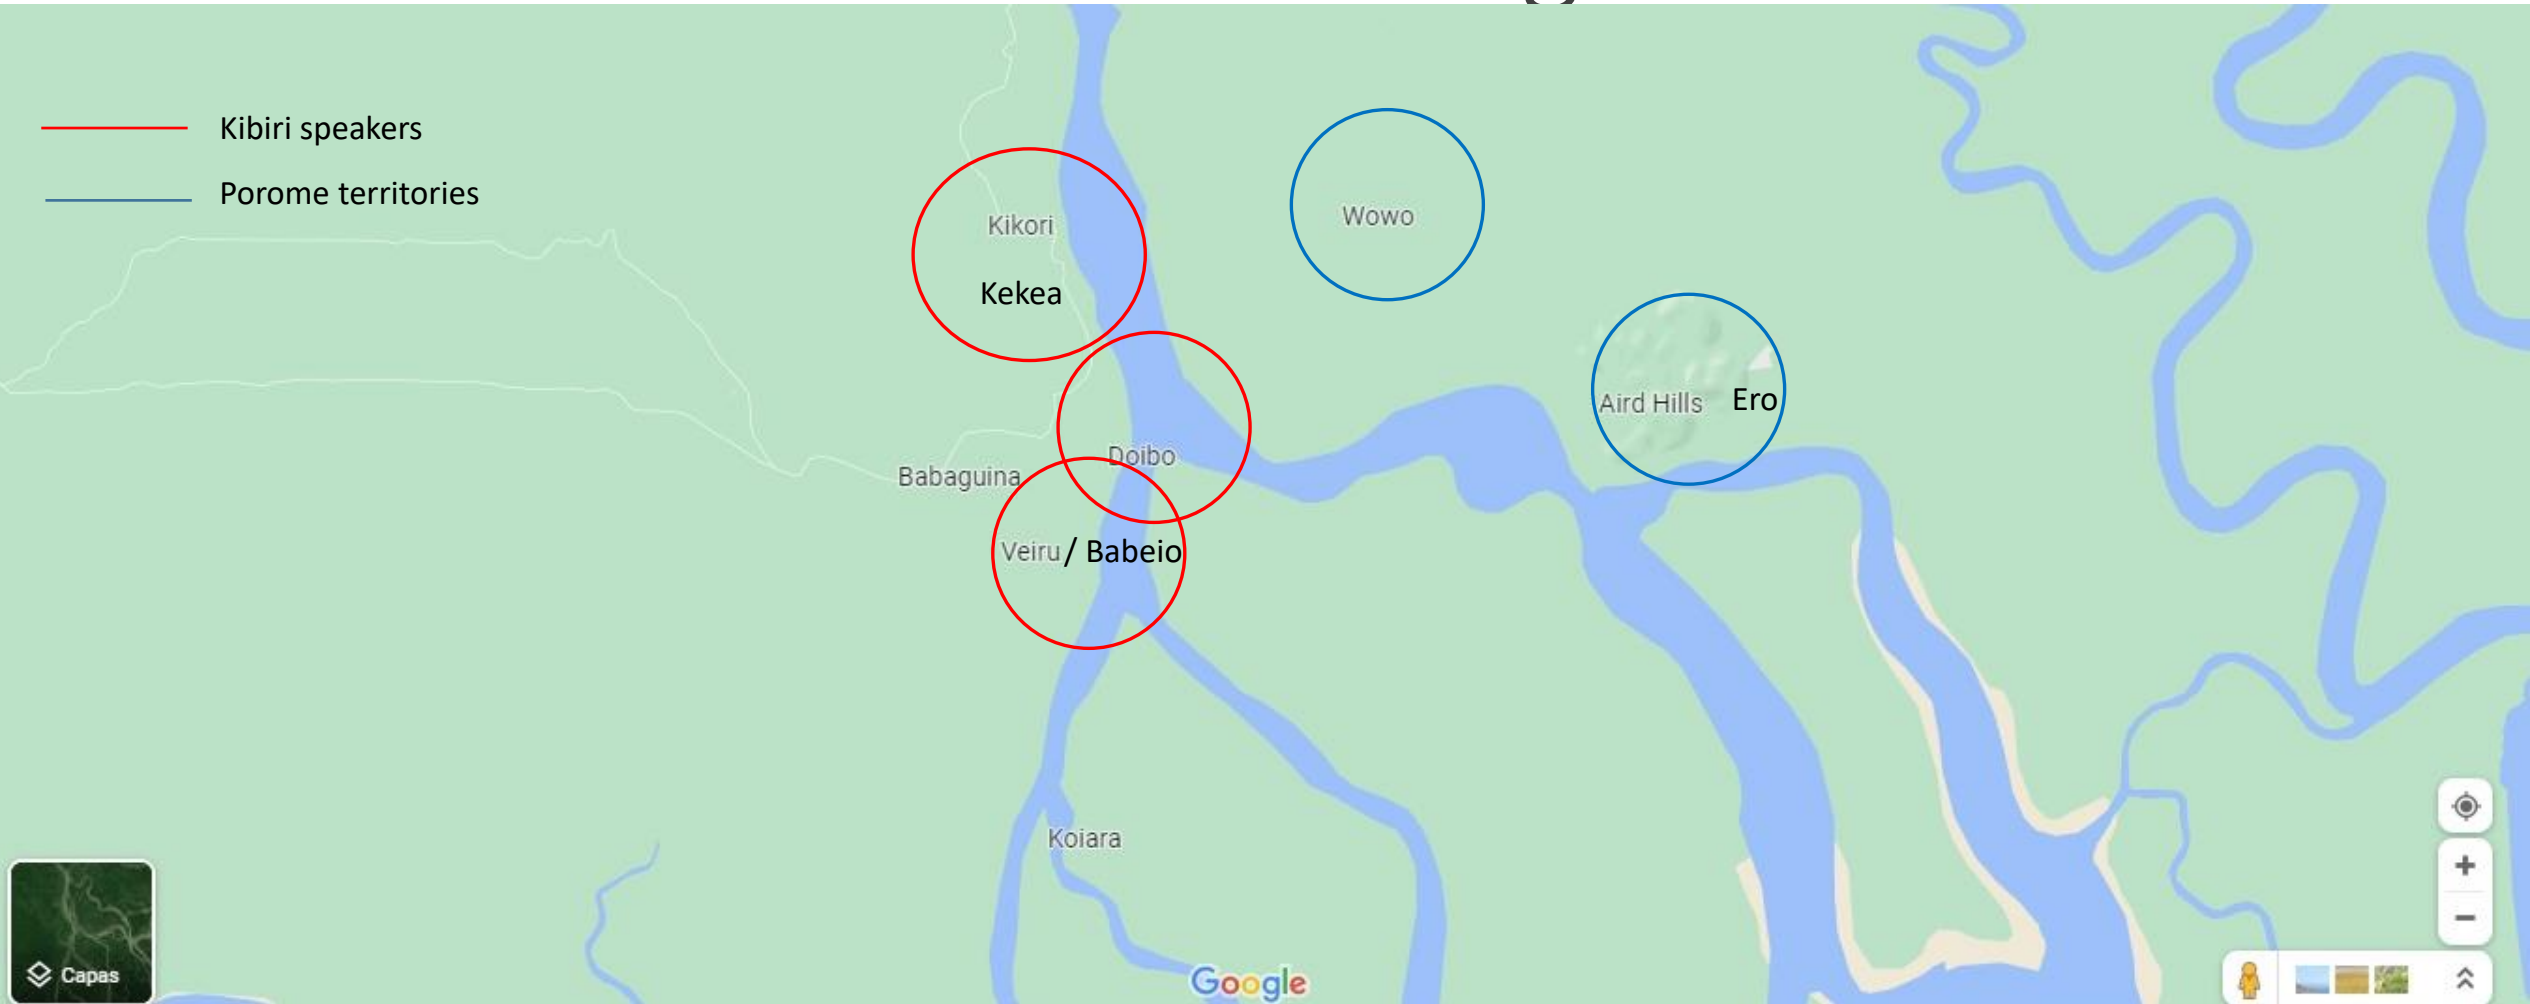 Kibiri speakers
Porome territories
Kikori
Kekea
Wowo
Aird Hills
Ero
Doibo
Babaguina
Veiru / Babeio
Koiara
Capas
Google